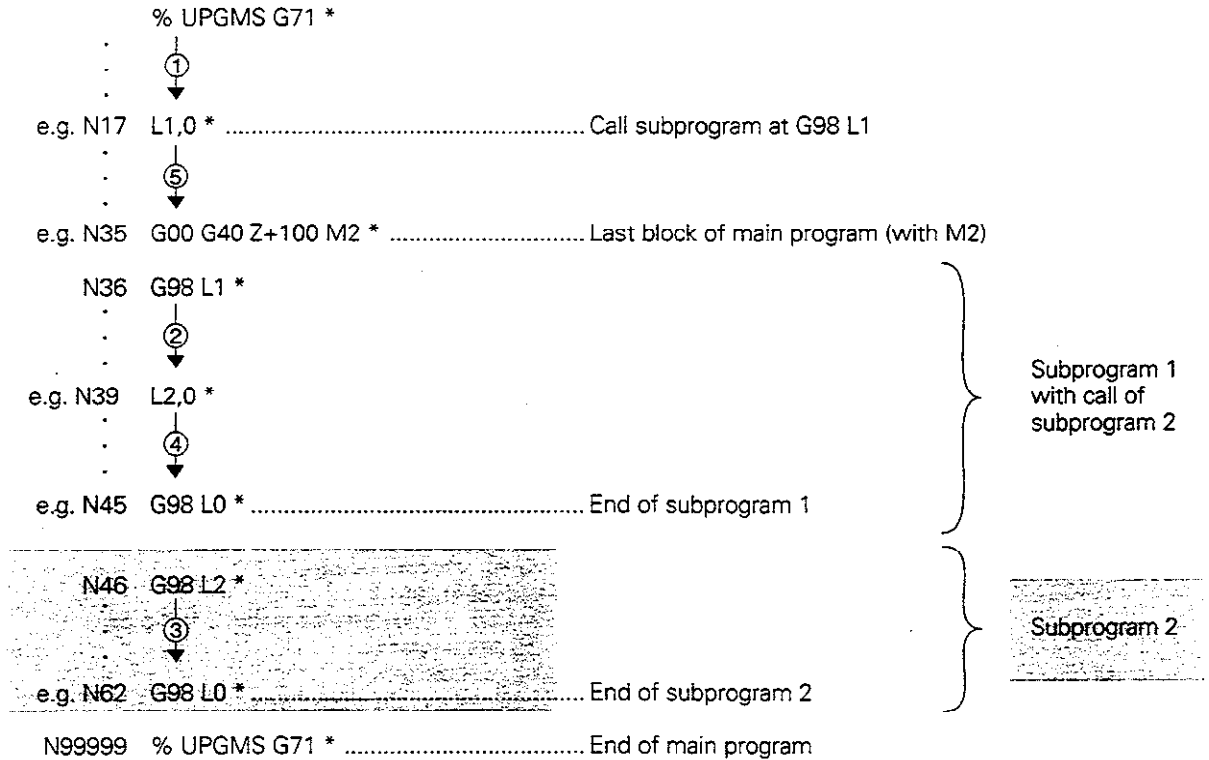 % UPGMS G71 *
①
e.g. N17 L1,0 * ........................................................ Call subprogram at G98 L1
⑤
e.g. N35 G00 G40 Z+100 M2 * .............................. Last block of main program (with M2)
N36 G98 L1 *
②
e.g. N39 L2,0 *
④
e.g. N45 G98 L0 * .................................................... End of subprogram 1
Subprogram 1
with call of
subprogram 2
N46 G98 L2 *
③
e.g. N62 G98 L0 * .................................................... End of subprogram 2
Subprogram 2
N99999 % UPGMS G71 * ..................................... End of main program